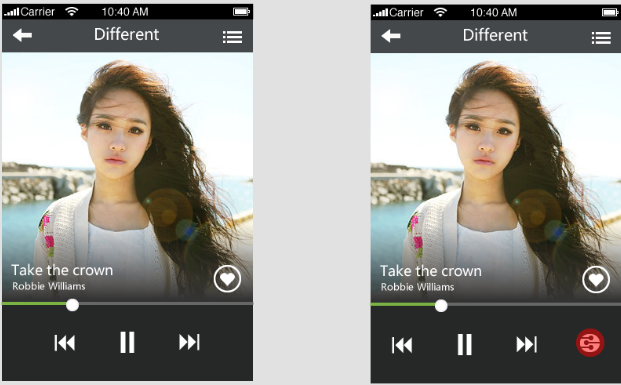 Carrier 10:40 AM
Different
Take the crown
Robbie Williams
Carrier 10:40 AM
Different
Take the crown
Robbie Williams